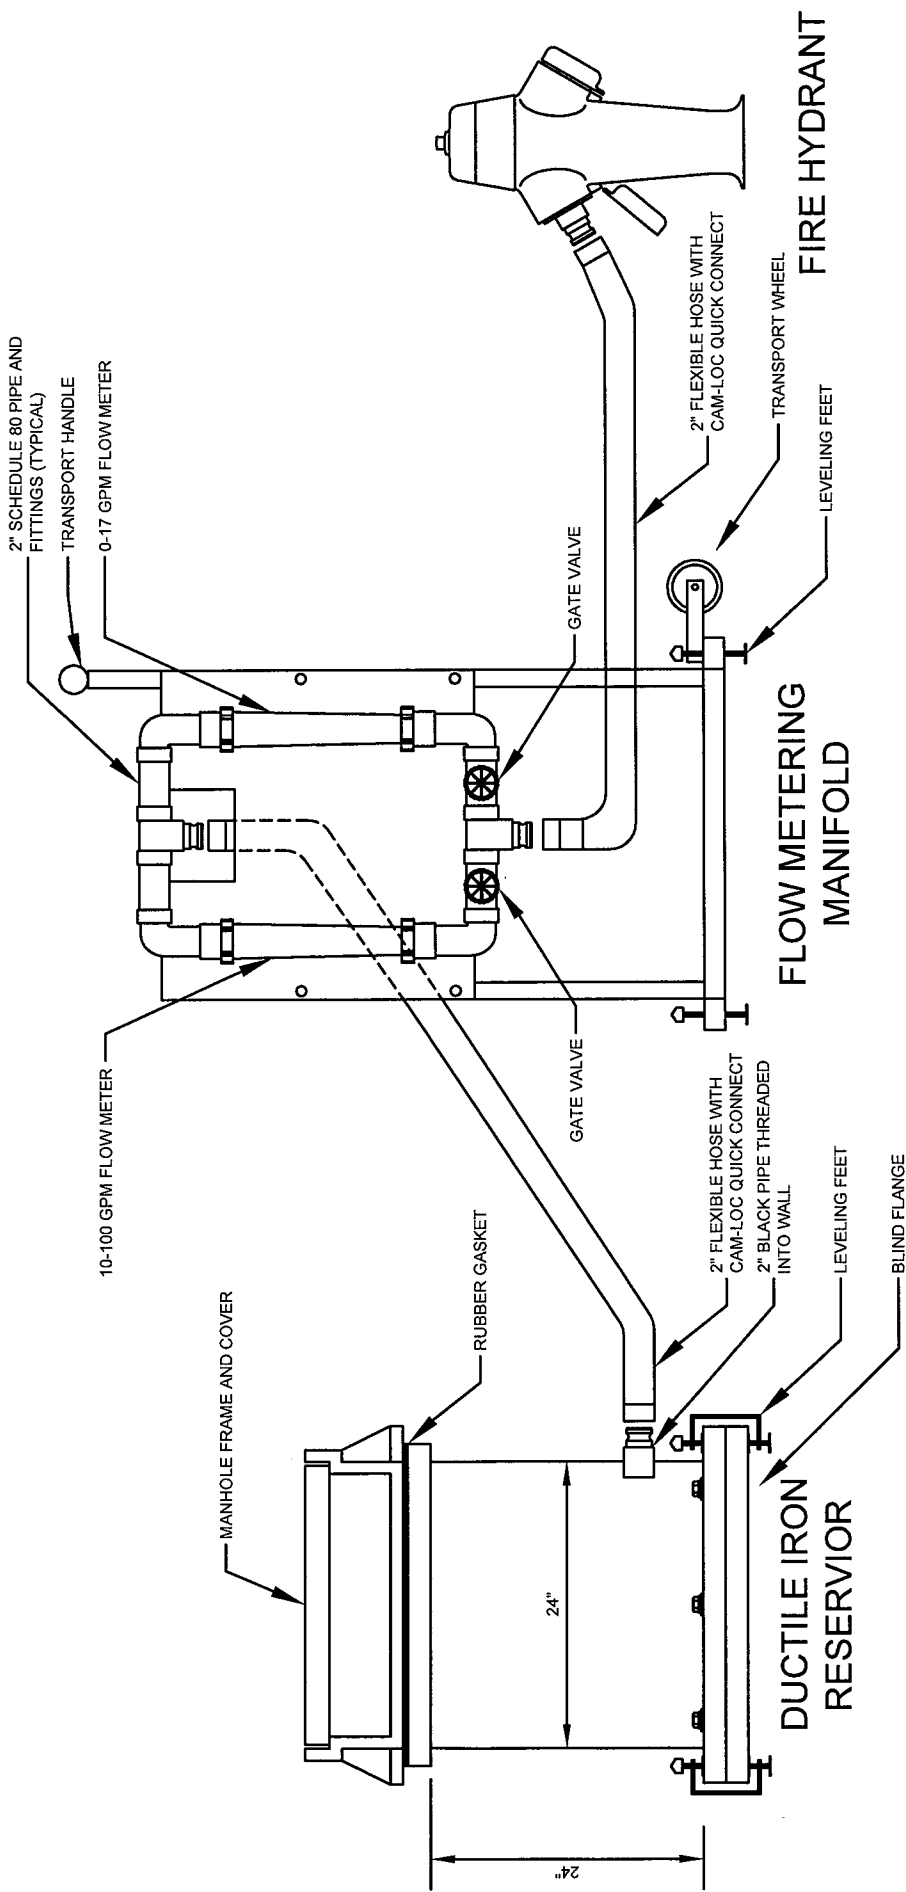 2" SCHEDULE 80 PIPE AND
FITTINGS (TYPICAL)
TRANSPORT HANDLE
0-17 GPM FLOW METER
10-100 GPM FLOW METER
MANHOLE FRAME AND COVER
RUBBER GASKET
GATE VALVE
GATE VALVE
24"
24"
2" FLEXIBLE HOSE WITH
CAM-LOC QUICK CONNECT
2" BLACK PIPE THREADED
INTO WALL
LEVELING FEET
BLIND FLANGE
2" FLEXIBLE HOSE WITH
CAM-LOC QUICK CONNECT
TRANSPORT WHEEL
LEVELING FEET
DUCTILE IRON
RESERVIOR
FLOW METERING
MANIFOLD
FIRE HYDRANT